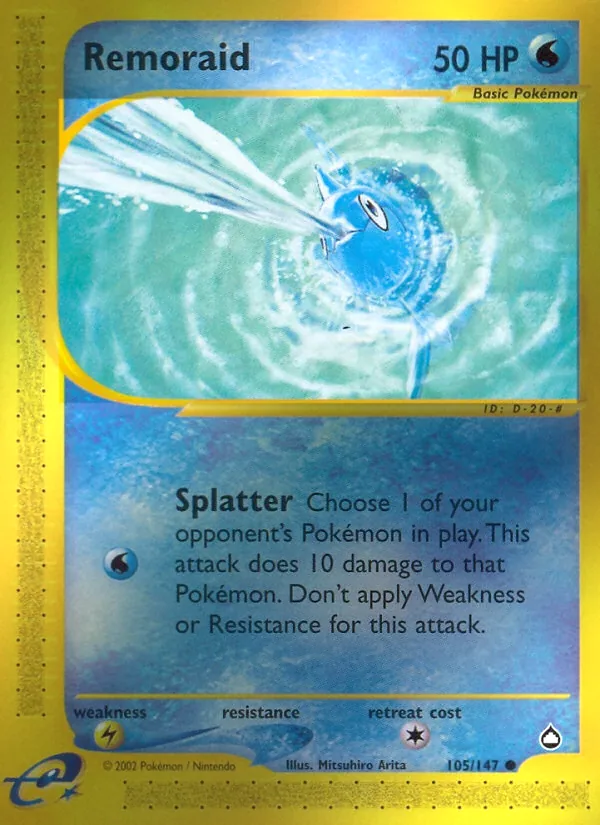 Remoraid 50 HP
Basic Pokémon
ID: D-20-#
Splatter Choose 1 of your
opponent's Pokémon in play. This
attack does 10 damage to that
Pokémon. Don't apply Weakness
or Resistance for this attack.
weakness resistance retreat cost
© 2002 Pokémon / Nintendo Illus. Mitsuhiro Arita 105/147
e